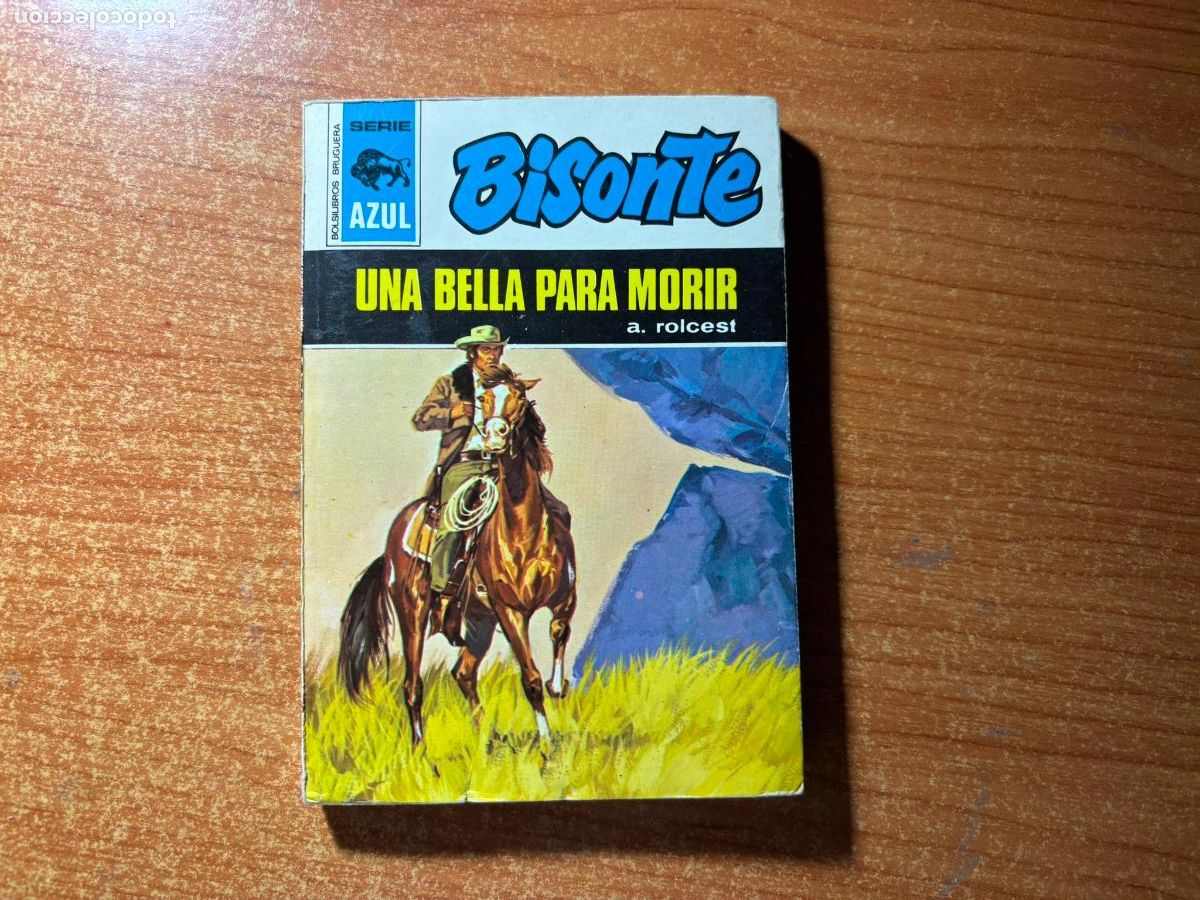 todocoleccion
BOLSILIBROS BRUGUERA
SERIE
AZUL
Bisonte
UNA BELLA PARA MORIR
a. rolcest